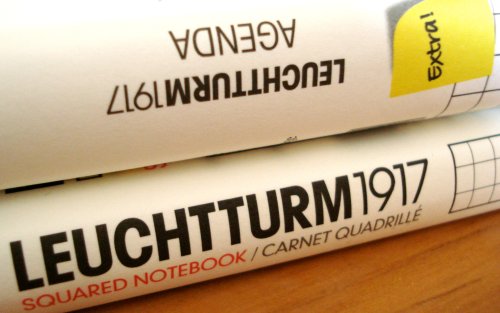 AGENDA
LEUCHTTURM1917
Extra!
LEUCHTTURM1917
SQUARED NOTEBOOK / CARNET QUADRILLÉ